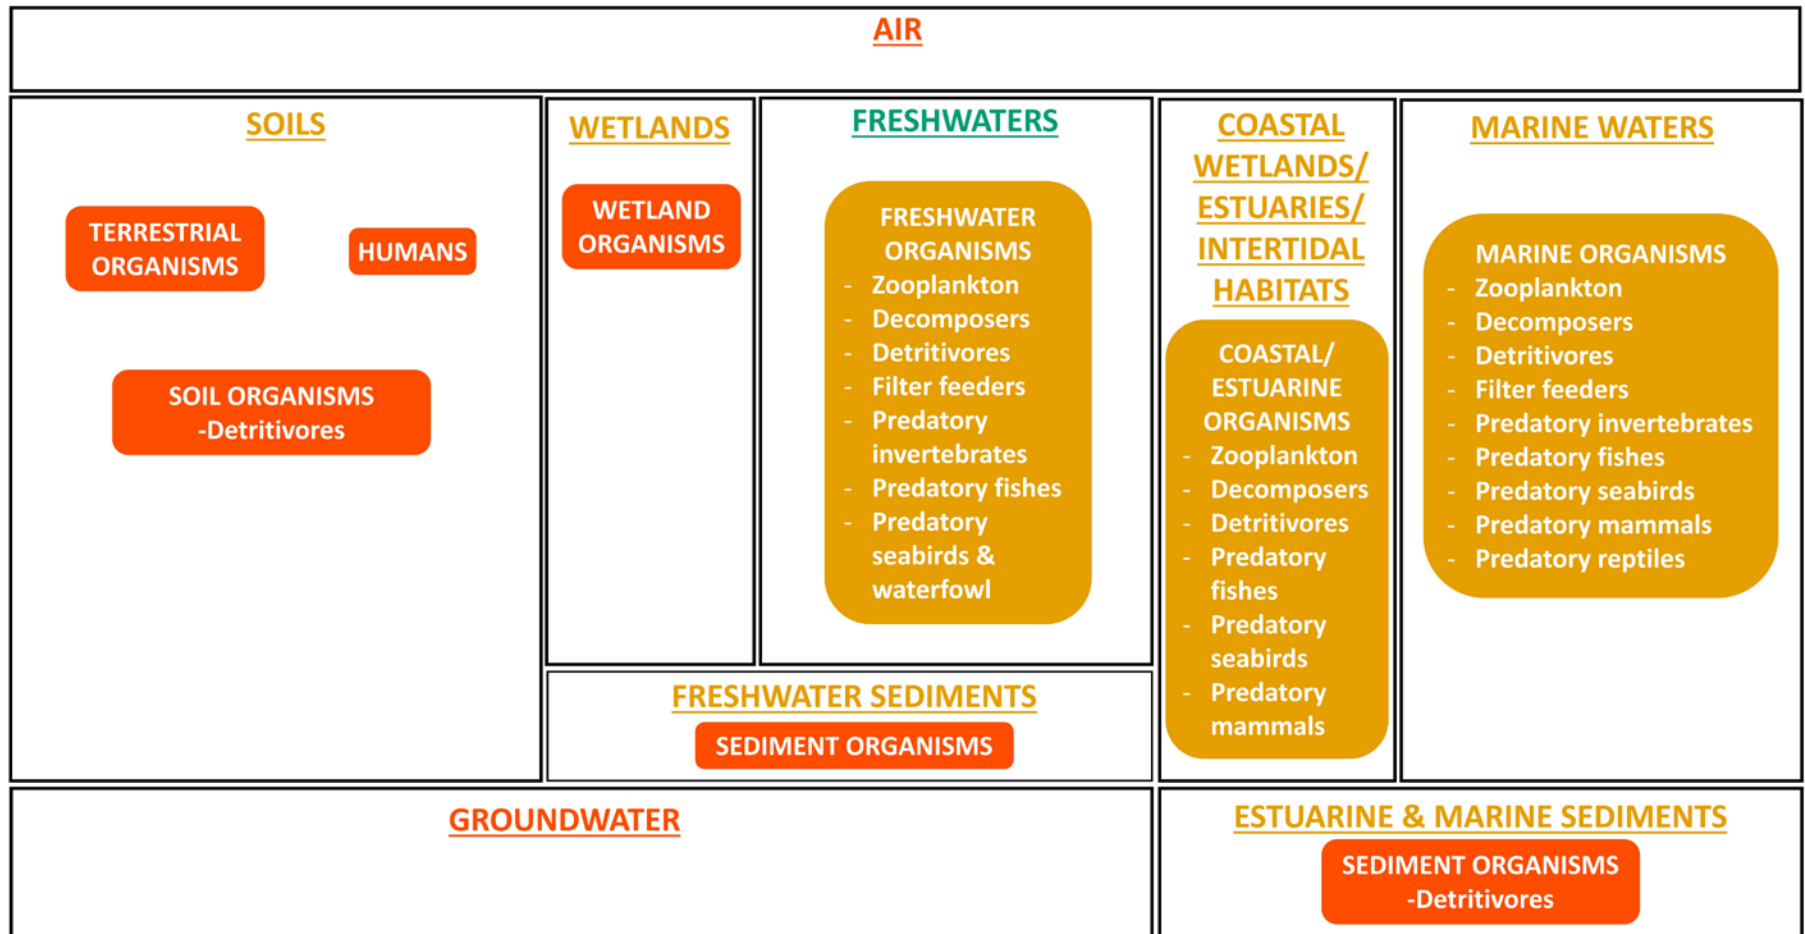 AIR
SOILS
TERRESTRIAL
ORGANISMS
HUMANS
SOIL ORGANISMS
-Detritivores
WETLANDS
WETLAND
ORGANISMS
FRESHWATERS
FRESHWATER
ORGANISMS
- Zooplankton
- Decomposers
- Detritivores
- Filter feeders
- Predatory
invertebrates
- Predatory fishes
- Predatory
seabirds &
waterfowl
COASTAL
WETLANDS/
ESTUARIES/
INTERTIDAL
HABITATS
COASTAL/
ESTUARINE
ORGANISMS
- Zooplankton
- Decomposers
- Detritivores
- Predatory
fishes
- Predatory
seabirds
- Predatory
mammals
MARINE WATERS
MARINE ORGANISMS
- Zooplankton
- Decomposers
- Detritivores
- Filter feeders
- Predatory invertebrates
- Predatory fishes
- Predatory seabirds
- Predatory mammals
- Predatory reptiles
FRESHWATER SEDIMENTS
SEDIMENT ORGANISMS
GROUNDWATER
ESTUARINE & MARINE SEDIMENTS
SEDIMENT ORGANISMS
-Detritivores